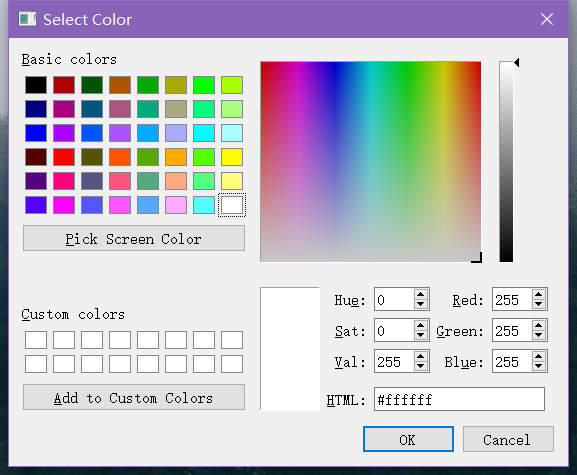 Select Color
Basic colors
Pick Screen Color
Custom colors
Add to Custom Colors
Hue: 0 Red: 255
Sat: 0 Green: 255
Val: 255 Blue: 255
HTML: #ffffff
OK Cancel